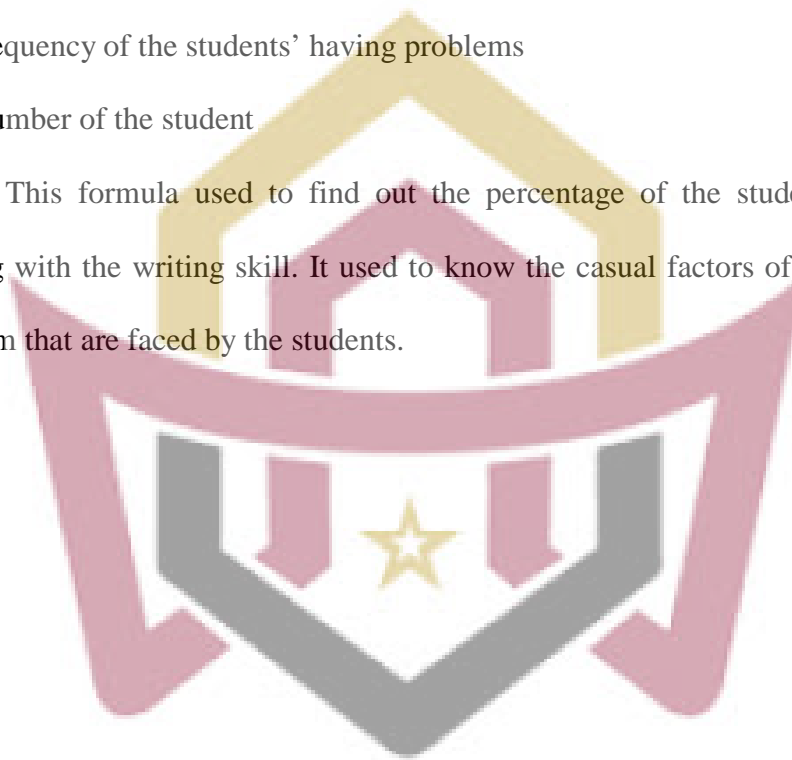 equency of the students' having problems
umber of the student
This formula used to find out the percentage of the stude
g with the writing skill. It used to know the casual factors of
m that are faced by the students.